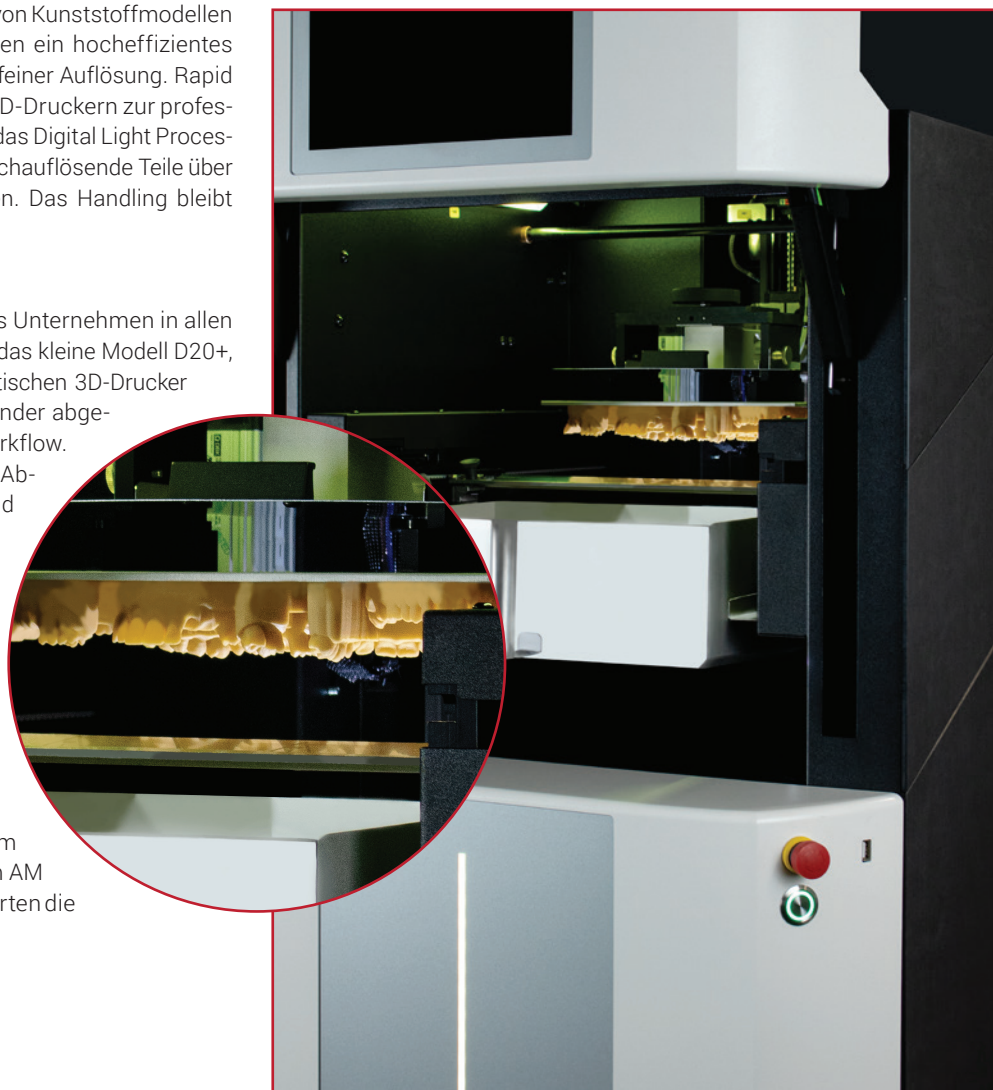 von Kunststoffmodellen
en ein hocheffizientes
feiner Auflösung. Rapid
D-Druckern zur profes-
das Digital Light Proces-
chauflösende Teile über
n. Das Handling bleibt
s Unternehmen in allen
das kleine Modell D20+,
tischen 3D-Drucker
nder abge-
rkflow.
Ab-
d
m
n AM
rten die